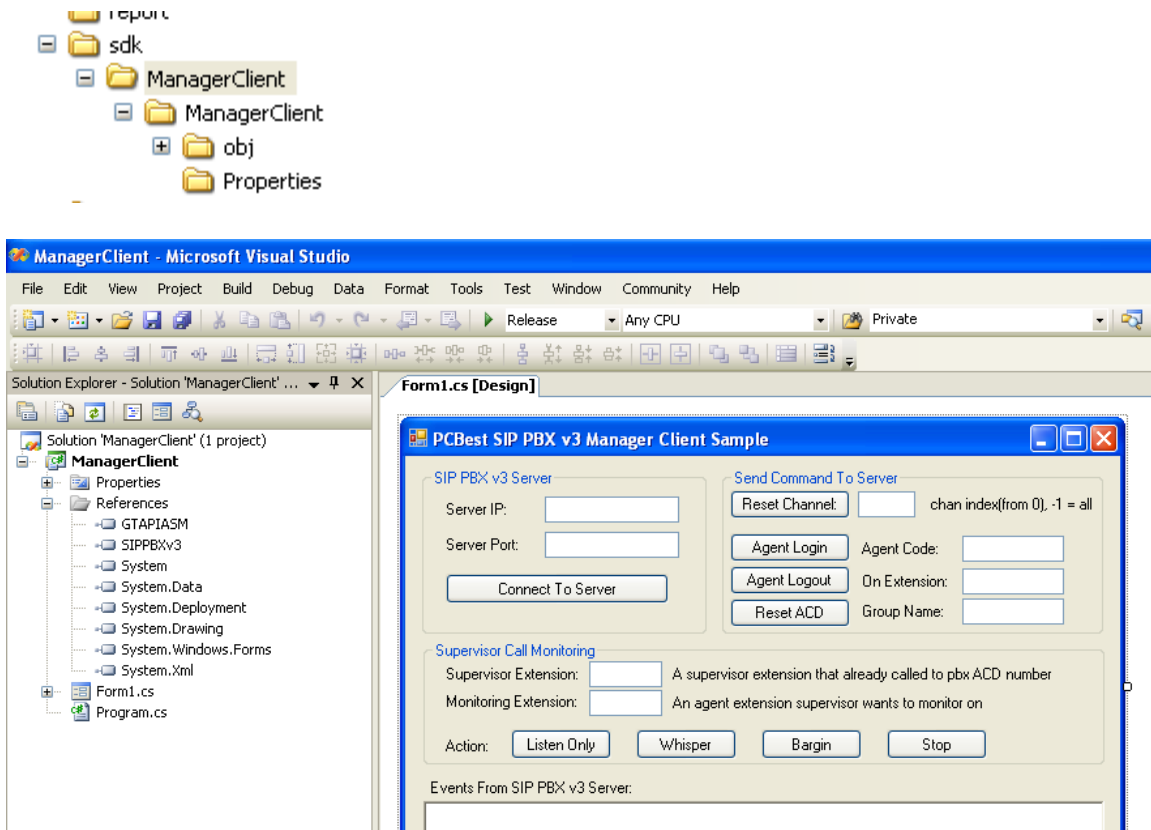 report
sdk
ManagerClient
ManagerClient
obj
Properties
ManagerClient - Microsoft Visual Studio
File Edit View Project Build Debug Data Format Tools Test Window Community Help
Release Any CPU Private
Solution Explorer - Solution 'ManagerClient' ...
Form1.cs [Design]
Solution 'ManagerClient' (1 project)
ManagerClient
Properties
References
GTAPIASM
SIPPBXv3
System
System.Data
System.Deployment
System.Drawing
System.Windows.Forms
System.Xml
Form1.cs
Program.cs
PCBest SIP PBX v3 Manager Client Sample
SIP PBX v3 Server
Server IP:
Server Port:
Connect To Server
Send Command To Server
Reset Channel: chan index(from 0), -1 = all
Agent Login Agent Code:
Agent Logout On Extension:
Reset ACD Group Name:
Supervisor Call Monitoring
Supervisor Extension: A supervisor extension that already called to pbx ACD number
Monitoring Extension: An agent extension supervisor wants to monitor on
Action: Listen Only Whisper Bargin Stop
Events From SIP PBX v3 Server: